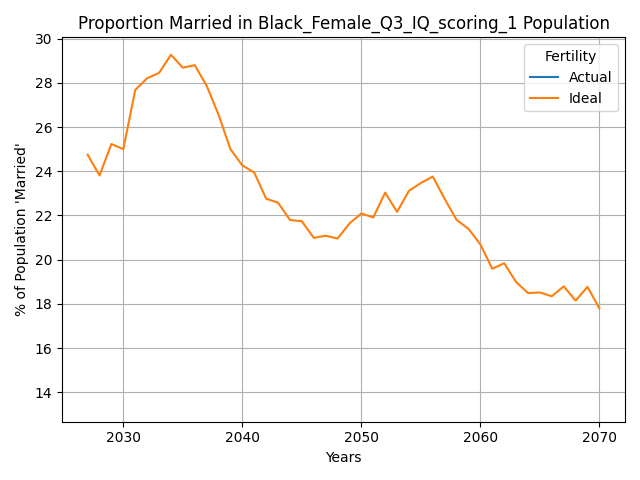 Proportion Married in Black_Female_Q3_IQ_scoring_1 Population
% of Population 'Married'
30
28
26
24
22
20
18
16
14
Fertility
Actual
Ideal
2030 2040 2050 2060 2070
Years